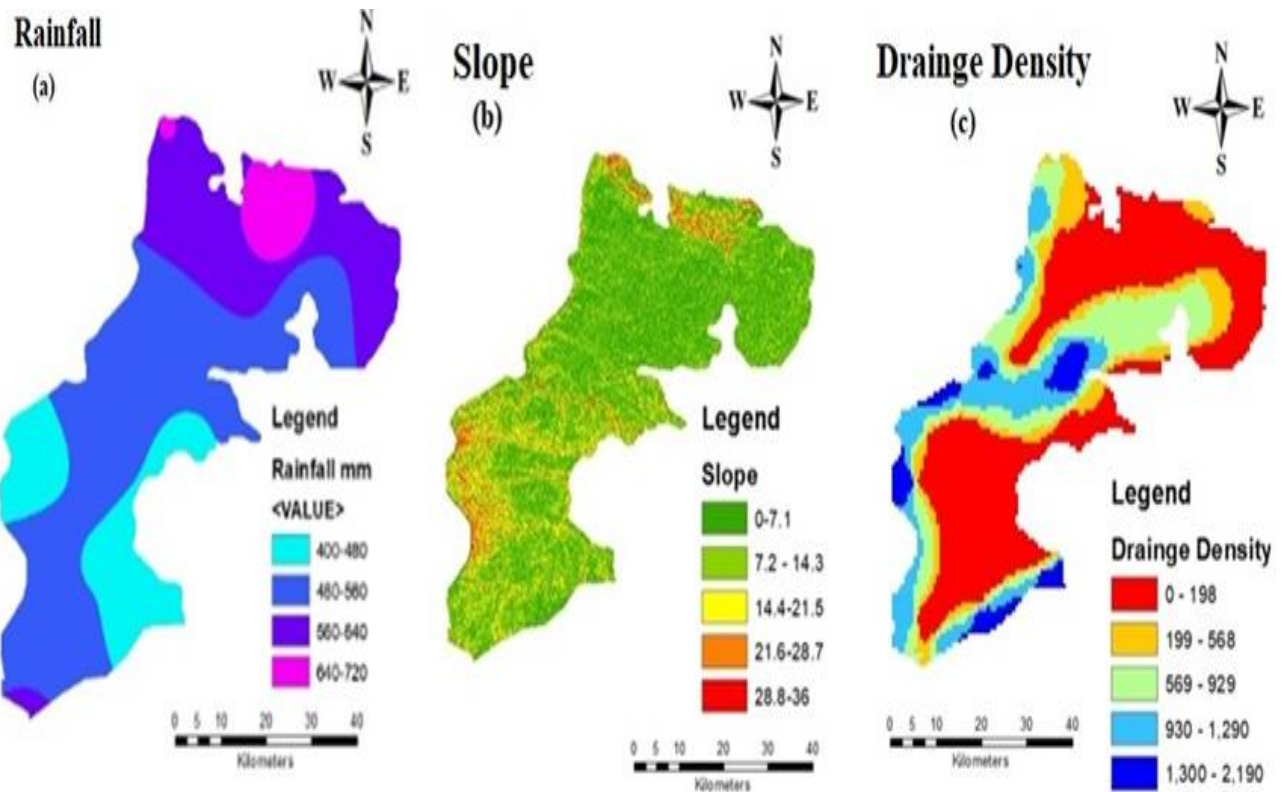 Rainfall
(a)
N
W E
S
Legend
Rainfall mm
<VALUE>
400-480
480-560
560-640
640-720
0 5 10 20 30 40
Kilometers
Slope
(b)
N
W E
S
Legend
Slope
0-7.1
7.2 - 14.3
14.4-21.5
21.6-28.7
28.8-36
0 5 10 20 30 40
Kilometers
Drainge Density
(c)
N
W E
S
Legend
Drainge Density
0 - 198
199 - 568
569 - 929
930 - 1,290
1,300 - 2,190
0 5 10 20 30 40
Kilometers